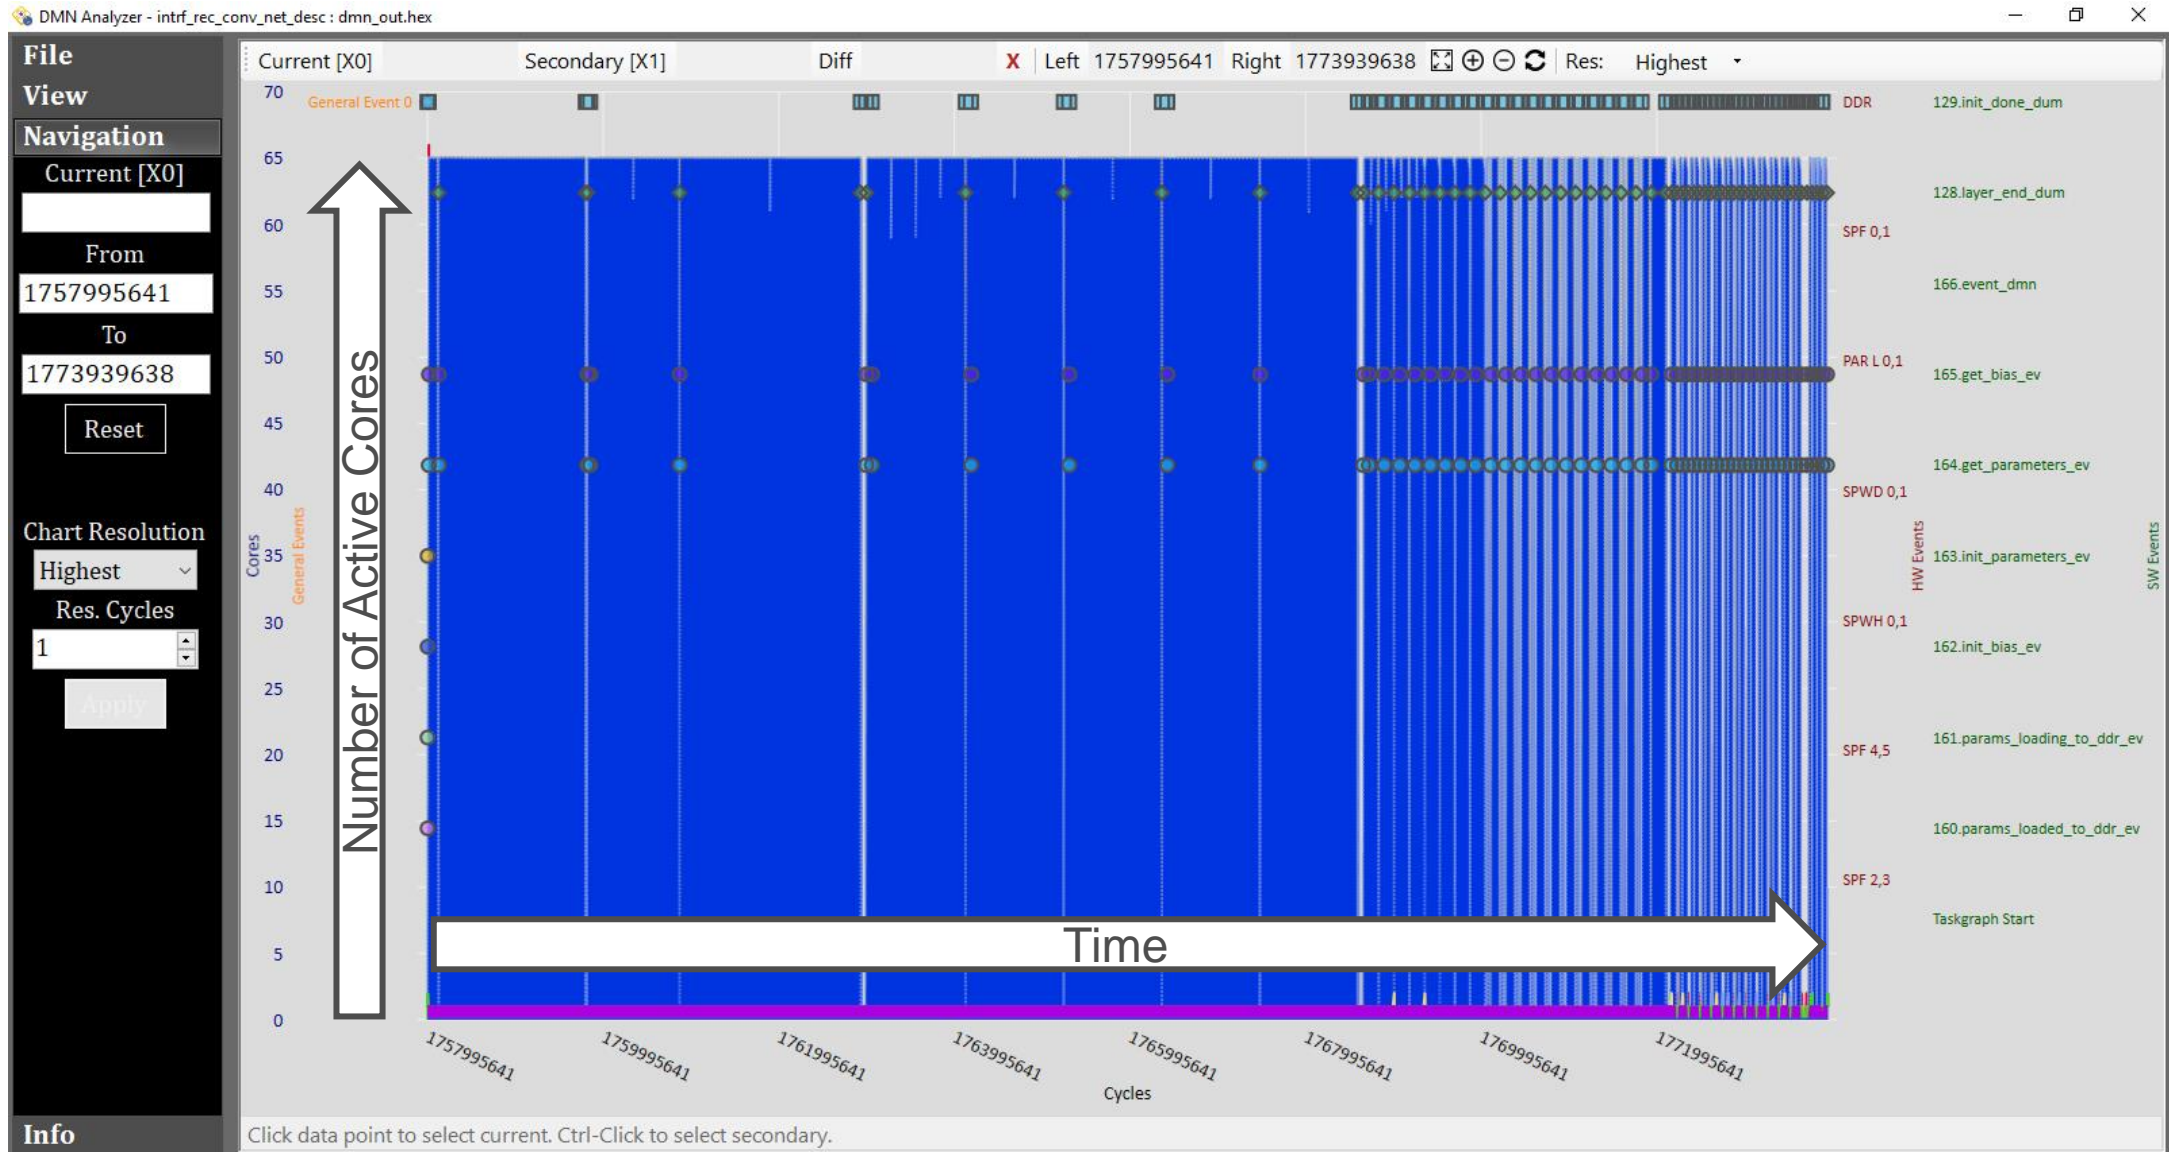 DMN Analyzer - intrf_rec_conv_net_desc : dmn_out.hex
File
View
Navigation
Current [X0]
From
1757995641
To
1773939638
Reset
Chart Resolution
Highest
Res. Cycles
1
Apply
Info
Current [X0] Secondary [X1] Diff X Left 1757995641 Right 1773939638 Res: Highest
General Event 0
70
65
60
55
50
45
40
35
30
25
20
15
10
5
0
Cores
General Events
Number of Active Cores
Time
1757995641
1759995641
1761995641
1763995641
1765995641
1767995641
1769995641
1771995641
Cycles
DDR
SPF 0,1
PAR L 0,1
SPWD 0,1
SPWH 0,1
SPF 4,5
SPF 2,3
HW Events
129.init_done_dum
128.layer_end_dum
166.event_dmn
165.get_bias_ev
164.get_parameters_ev
163.init_parameters_ev
162.init_bias_ev
161.params_loading_to_ddr_ev
160.params_loaded_to_ddr_ev
Taskgraph Start
SW Events
Click data point to select current. Ctrl-Click to select secondary.